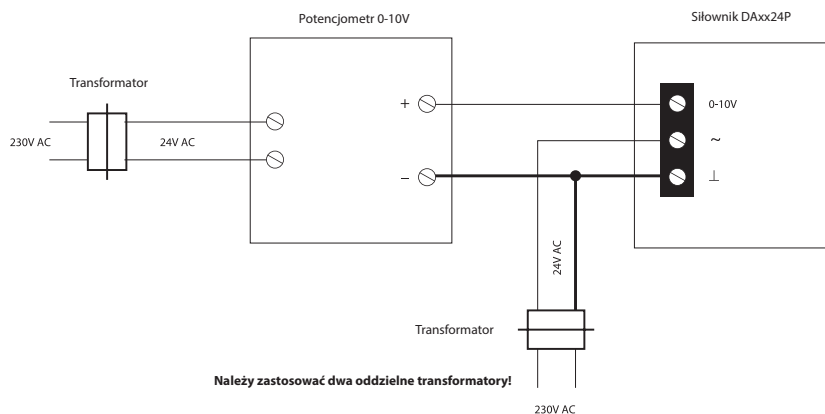 Potencjometr 0-10V
Siłownik DAxx24P
Transformator
230V AC
24V AC
+
−
0-10V
~
⊥
24V AC
Transformator
Należy zastosować dwa oddzielne transformatory!
230V AC